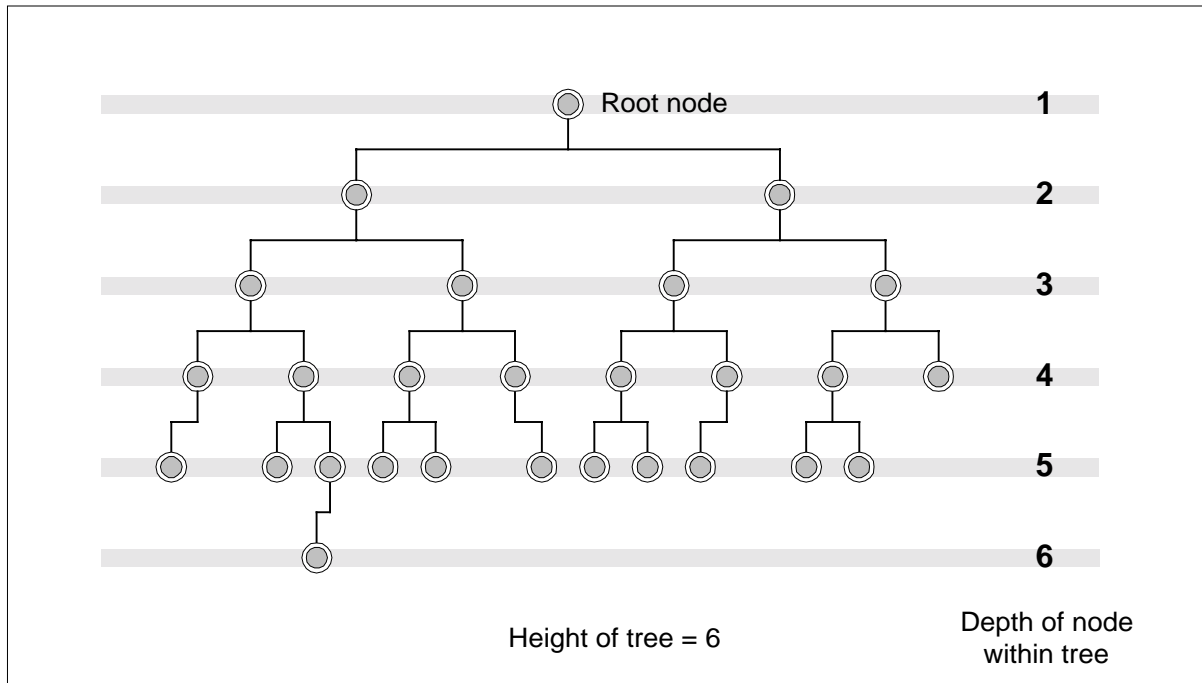 Root node
1
2
3
4
5
6
Height of tree = 6
Depth of node
within tree